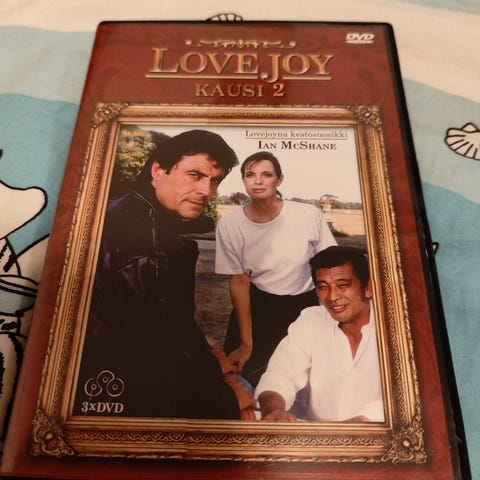 DVD
LOVEJOY
KAUSI 2
Lovejoyna kestosuosikki
IAN MCSHANE
3xDVD